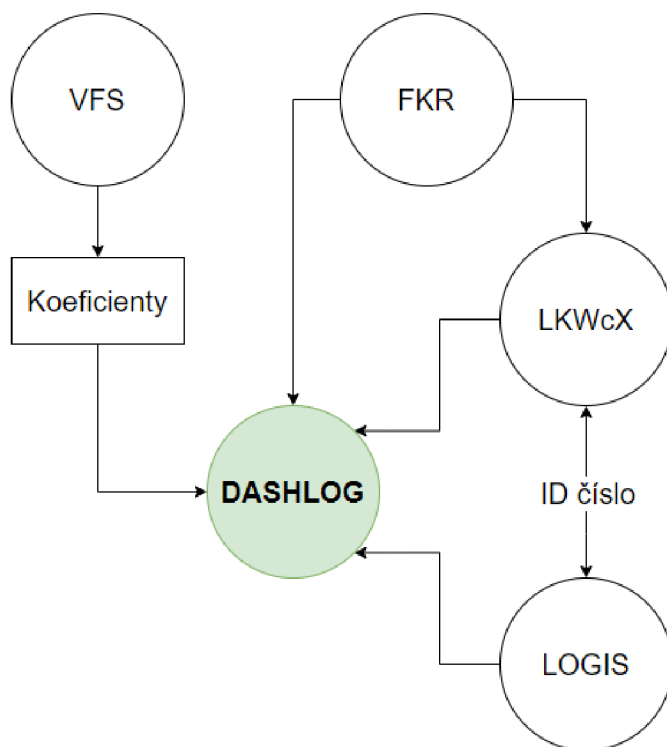 VFS
FKR
Koeficienty
LKWcX
DASHLOG
ID číslo
LOGIS